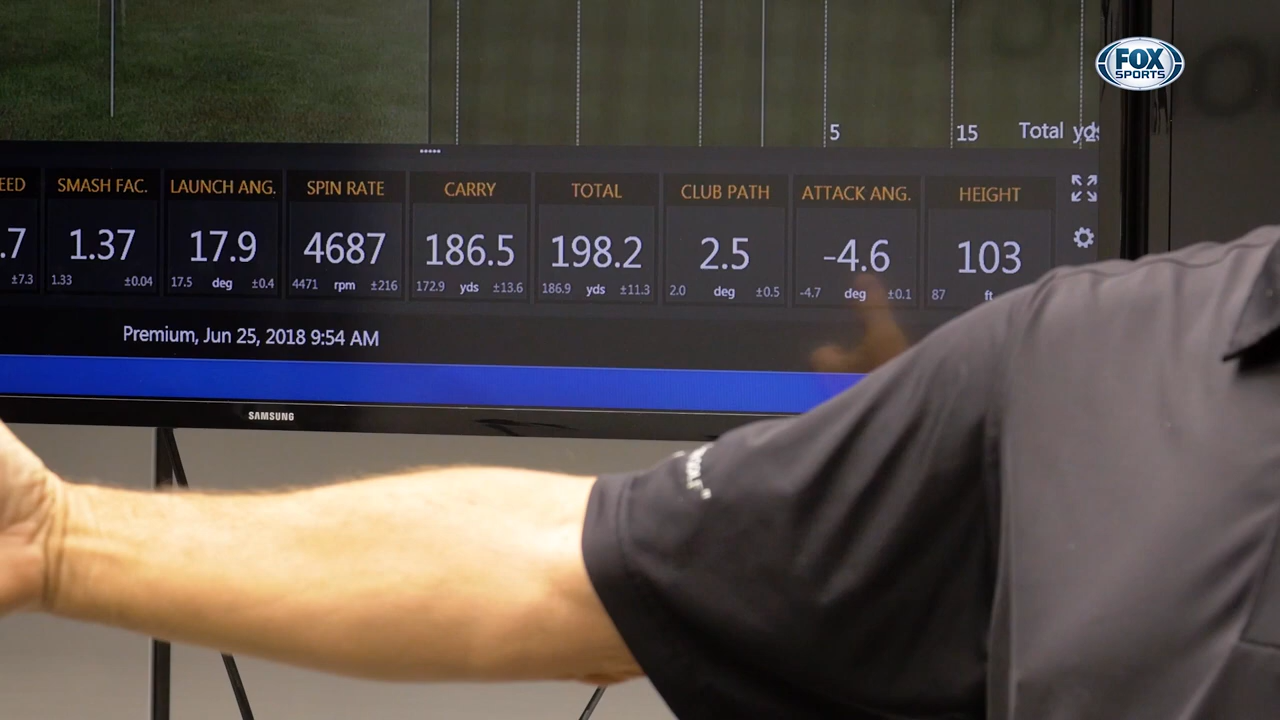 FOX
SPORTS
5 15 Total yds
EED SMASH FAC. LAUNCH ANG. SPIN RATE CARRY TOTAL CLUB PATH ATTACK ANG. HEIGHT
.7 1.37 17.9 4687 186.5 198.2 2.5 -4.6 103
±7.3 1.33 ±0.04 17.5 deg ±0.4 4471 rpm ±216 172.9 yds ±13.6 186.9 yds ±11.3 2.0 deg ±0.5 -4.7 deg ±0.1 87 ft
Premium, Jun 25, 2018 9:54 AM
SAMSUNG